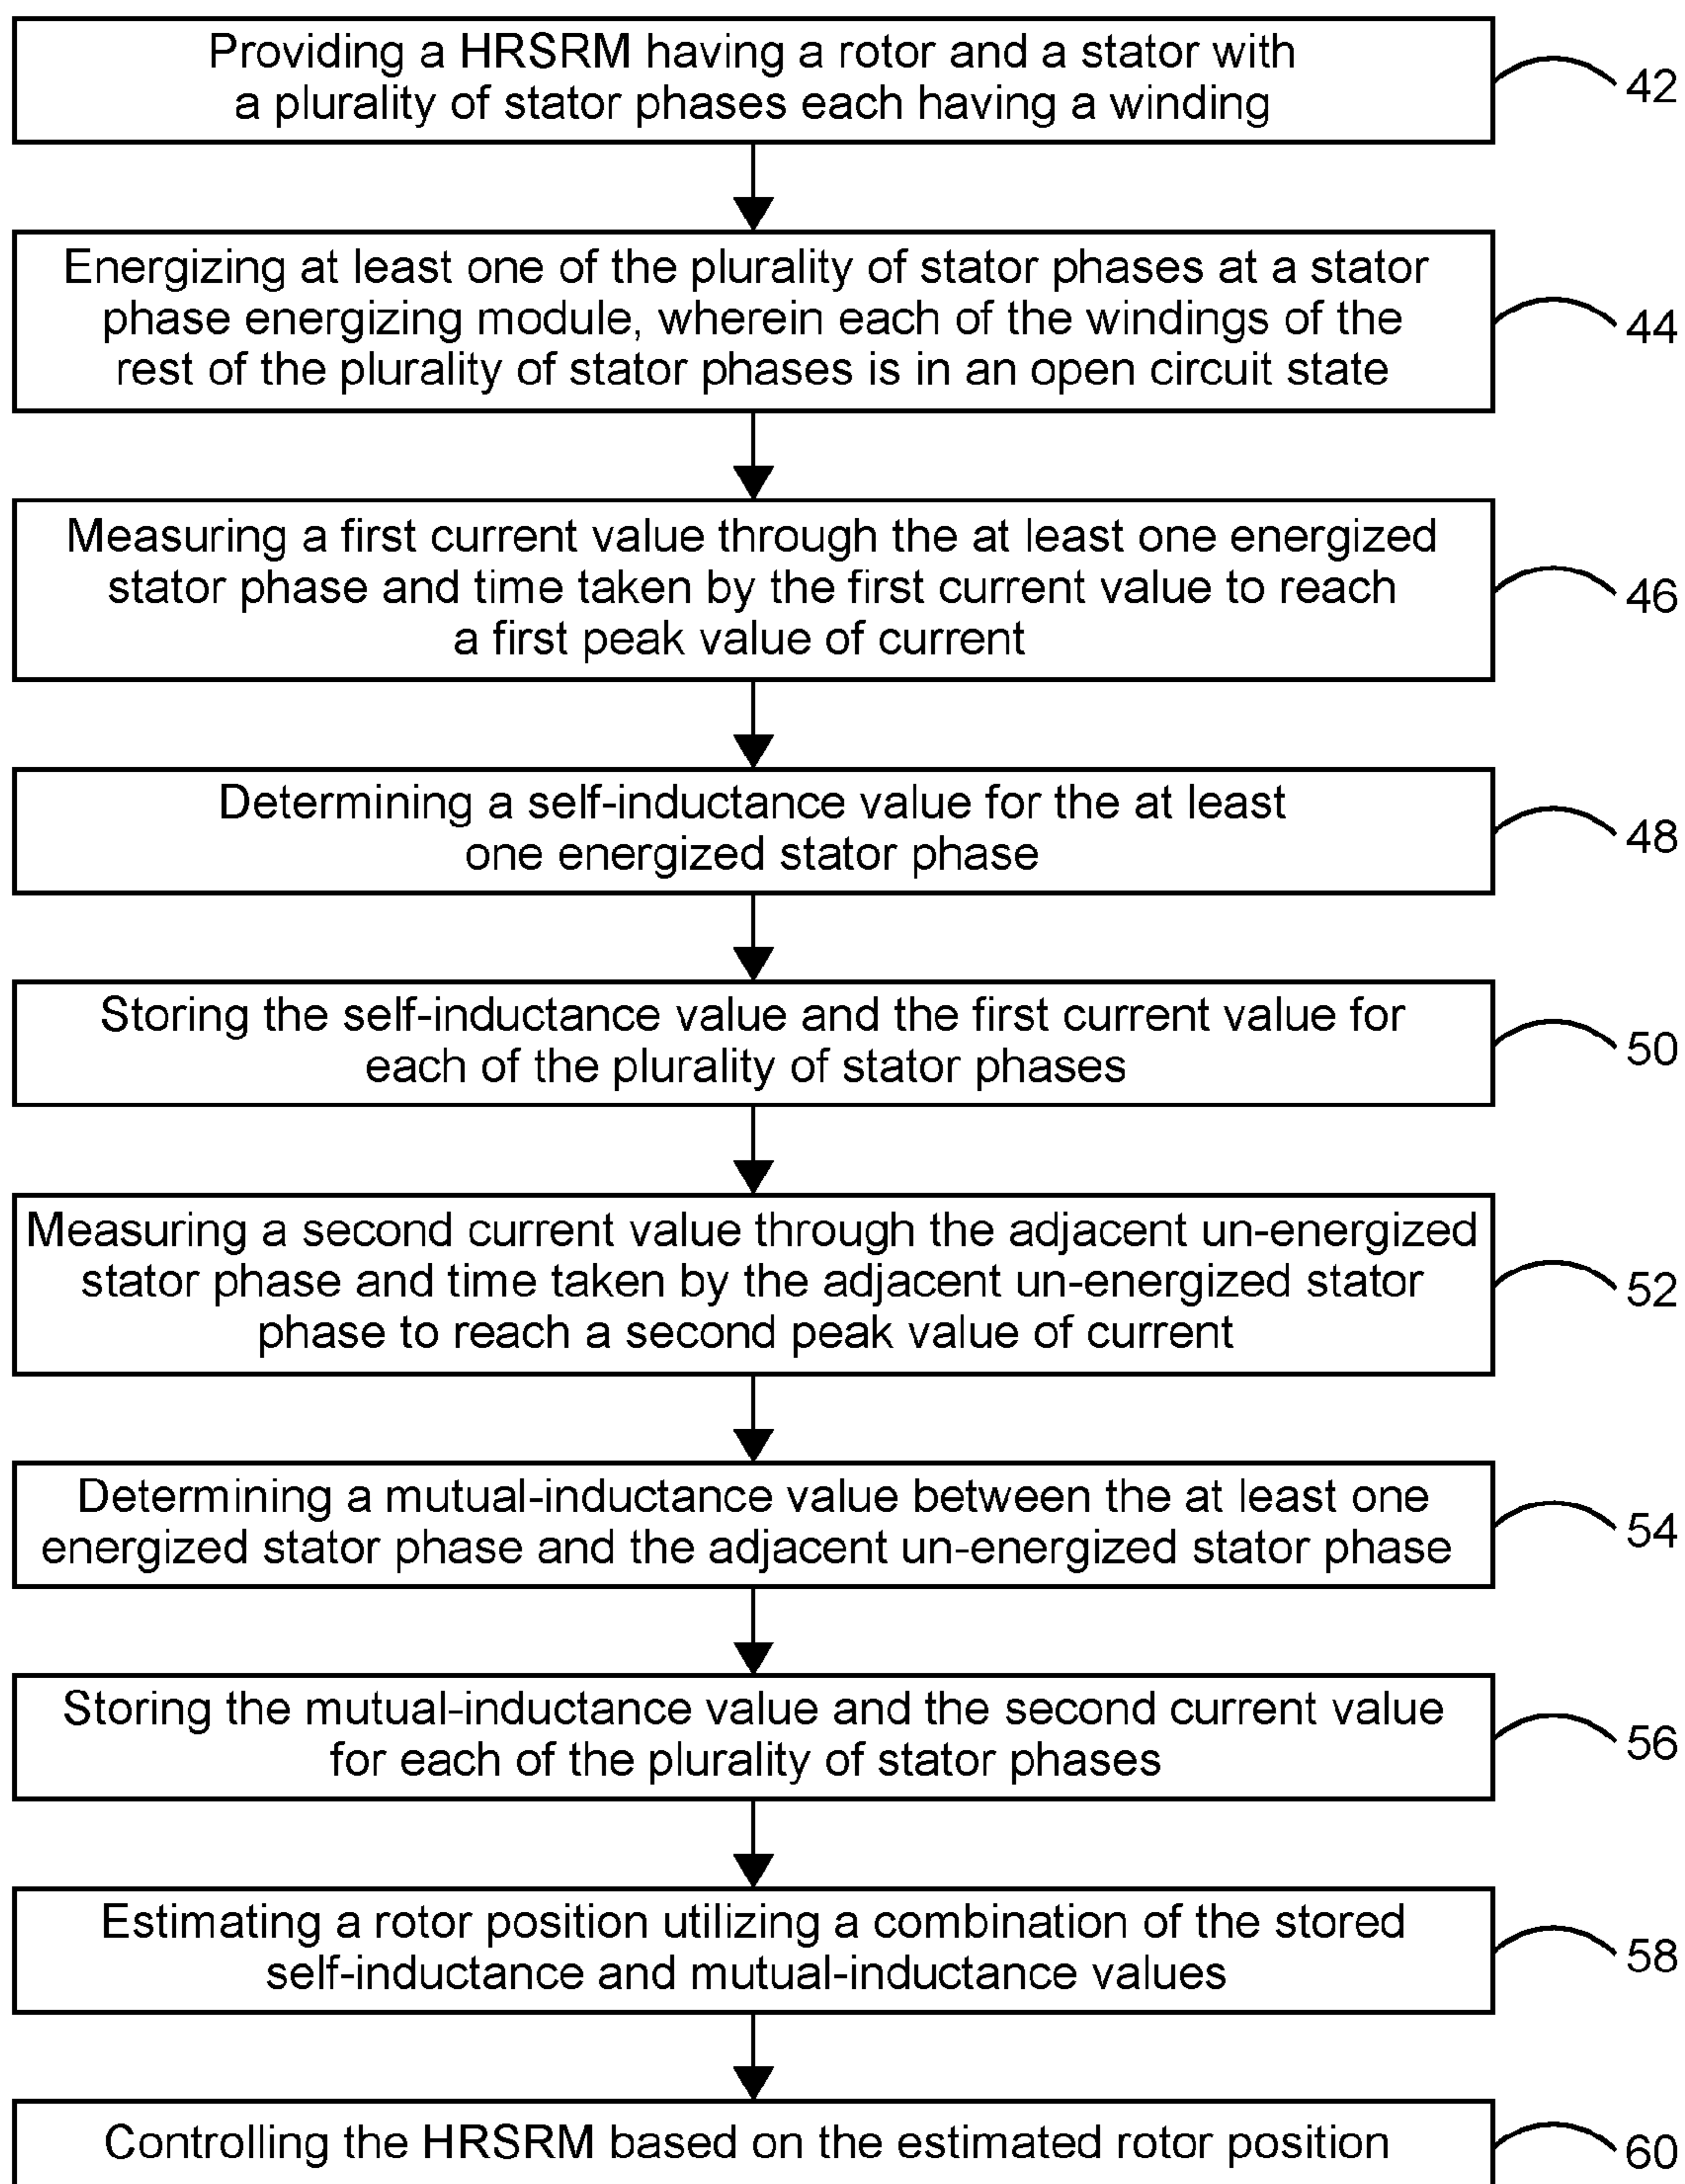 Providing a HRSRM having a rotor and a stator with
a plurality of stator phases each having a winding
42
Energizing at least one of the plurality of stator phases at a stator
phase energizing module, wherein each of the windings of the
rest of the plurality of stator phases is in an open circuit state
44
Measuring a first current value through the at least one energized
stator phase and time taken by the first current value to reach
a first peak value of current
46
Determining a self-inductance value for the at least
one energized stator phase
48
Storing the self-inductance value and the first current value for
each of the plurality of stator phases
50
Measuring a second current value through the adjacent un-energized
stator phase and time taken by the adjacent un-energized stator
phase to reach a second peak value of current
52
Determining a mutual-inductance value between the at least one
energized stator phase and the adjacent un-energized stator phase
54
Storing the mutual-inductance value and the second current value
for each of the plurality of stator phases
56
Estimating a rotor position utilizing a combination of the stored
self-inductance and mutual-inductance values
58
Controlling the HRSRM based on the estimated rotor position
60